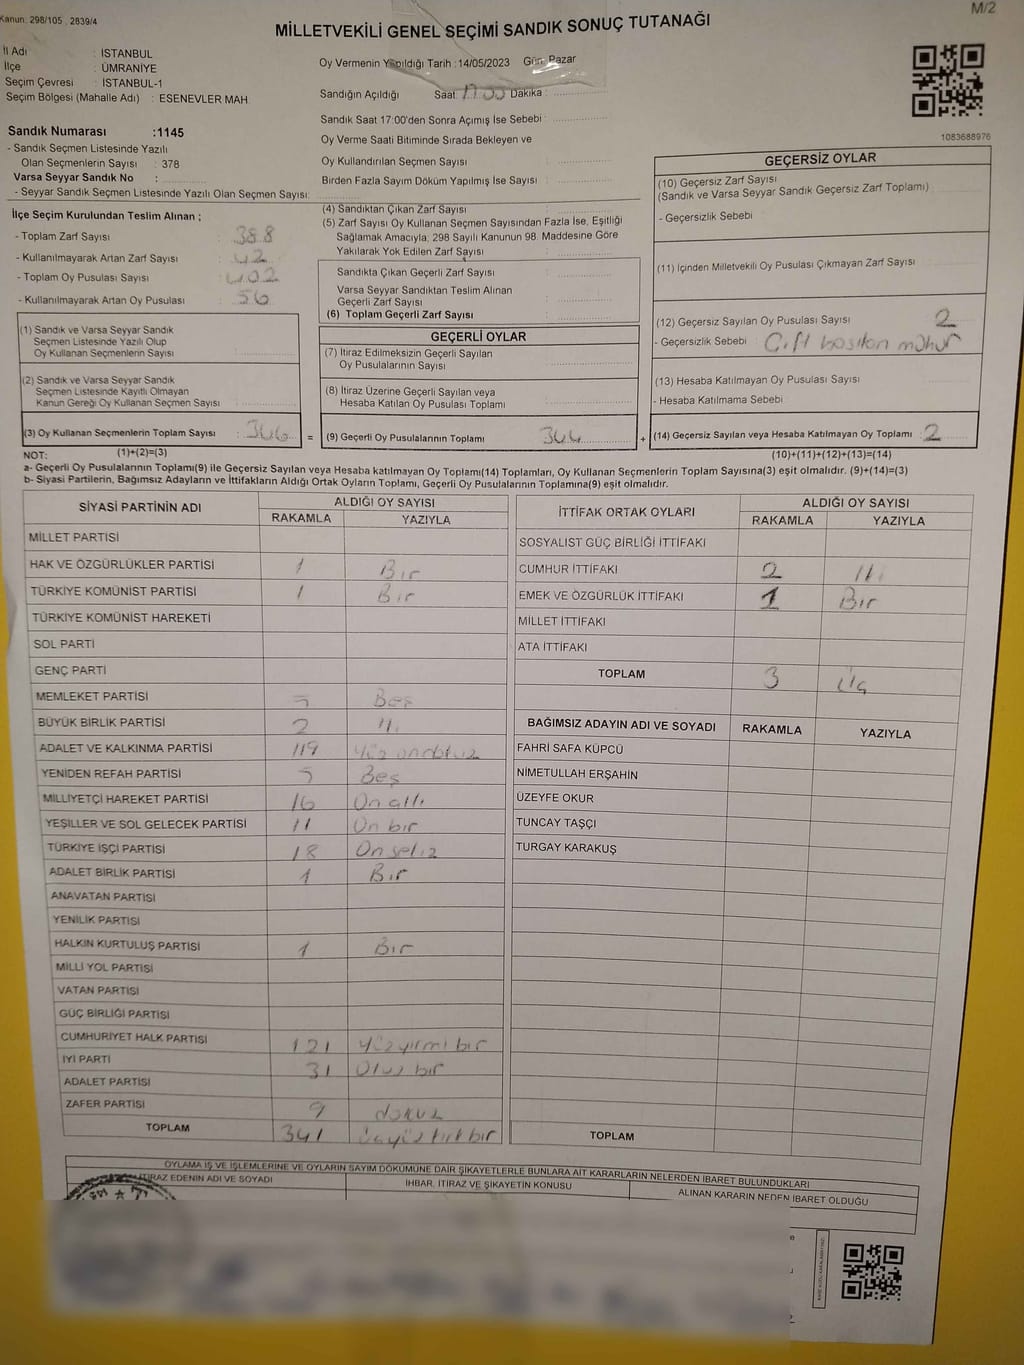 Kanun: 298/105 , 2839/4
M/2
MİLLETVEKİLİ GENEL SEÇİMİ SANDIK SONUÇ TUTANAĞI
İl Adı : İSTANBUL
İlçe : ÜMRANİYE
Seçim Çevresi : İSTANBUL-1
Seçim Bölgesi (Mahalle Adı) : ESENEVLER MAH
Sandık Numarası :1145
- Sandık Seçmen Listesinde Yazılı
Olan Seçmenlerin Sayısı : 378
Varsa Seyyar Sandık No :
- Seyyar Sandık Seçmen Listesinde Yazılı Olan Seçmen Sayısı:
Oy Vermenin Yapıldığı Tarih :14/05/2023 Gün: Pazar
Sandığın Açıldığı Saat: 17.00 Dakika :
Sandık Saat 17:00'den Sonra Açımış İse Sebebi :
Oy Verme Saati Bitiminde Sırada Bekleyen ve
Oy Kullandırılan Seçmen Sayısı :
Birden Fazla Sayım Döküm Yapılmış İse Sayısı :
1083688976
İlçe Seçim Kurulundan Teslim Alınan ;
- Toplam Zarf Sayısı : 388
- Kullanılmayarak Artan Zarf Sayısı : 42
- Toplam Oy Pusulası Sayısı : 402
- Kullanılmayarak Artan Oy Pusulası : 56
(1) Sandık ve Varsa Seyyar Sandık
Seçmen Listesinde Yazılı Olup
Oy Kullanan Seçmenlerin Sayısı :
(2) Sandık ve Varsa Seyyar Sandık
Seçmen Listesinde Kayıtlı Olmayan
Kanun Gereği Oy Kullanan Seçmen Sayısı :
(3) Oy Kullanan Seçmenlerin Toplam Sayısı : 346 =
(1)+(2)=(3)
(4) Sandıktan Çıkan Zarf Sayısı :
(5) Zarf Sayısı Oy Kullanan Seçmen Sayısından Fazla İse, Eşitliği
Sağlamak Amacıyla; 298 Sayılı Kanunun 98. Maddesine Göre
Yakılarak Yok Edilen Zarf Sayısı :
Sandıkta Çıkan Geçerli Zarf Sayısı :
Varsa Seyyar Sandıktan Teslim Alınan
Geçerli Zarf Sayısı :
(6) Toplam Geçerli Zarf Sayısı :
GEÇERLİ OYLAR
(7) İtiraz Edilmeksizin Geçerli Sayılan
Oy Pusulalarının Sayısı :
(8) İtiraz Üzerine Geçerli Sayılan veya
Hesaba Katılan Oy Pusulası Toplamı :
(9) Geçerli Oy Pusulalarının Toplamı : 344 +
GEÇERSİZ OYLAR
(10) Geçersiz Zarf Sayısı :
(Sandık ve Varsa Seyyar Sandık Geçersiz Zarf Toplamı)
- Geçersizlik Sebebi
(11) İçinden Milletvekili Oy Pusulası Çıkmayan Zarf Sayısı :
(12) Geçersiz Sayılan Oy Pusulası Sayısı : 2
- Geçersizlik Sebebi : Çift basılan mühür
(13) Hesaba Katılmayan Oy Pusulası Sayısı :
- Hesaba Katılmama Sebebi
(14) Geçersiz Sayılan veya Hesaba Katılmayan Oy Toplamı : 2
(10)+(11)+(12)+(13)=(14)
NOT:
a- Geçerli Oy Pusulalarının Toplamı(9) ile Geçersiz Sayılan veya Hesaba katılmayan Oy Toplamı(14) Toplamları, Oy Kullanan Seçmenlerin Toplam Sayısına(3) eşit olmalıdır. (9)+(14)=(3)
b- Siyasi Partilerin, Bağımsız Adayların ve İttifakların Aldığı Ortak Oyların Toplamı, Geçerli Oy Pusulalarının Toplamına(9) eşit olmalıdır.
SİYASİ PARTİNİN ADI
ALDIĞI OY SAYISI
RAKAMLA YAZIYLA
MİLLET PARTİSİ
HAK VE ÖZGÜRLÜKLER PARTİSİ 1 Bir
TÜRKİYE KOMÜNİST PARTİSİ 1 Bir
TÜRKİYE KOMÜNİST HAREKETİ
SOL PARTİ
GENÇ PARTİ
MEMLEKET PARTİSİ 5 Beş
BÜYÜK BİRLİK PARTİSİ 2
ADALET VE KALKINMA PARTİSİ 119
YENİDEN REFAH PARTİSİ 5 Beş
MİLLİYETÇİ HAREKET PARTİSİ 16 On altı
YEŞİLLER VE SOL GELECEK PARTİSİ 11 On bir
TÜRKİYE İŞÇİ PARTİSİ 18 On sekiz
ADALET BİRLİK PARTİSİ 1 Bir
ANAVATAN PARTİSİ
YENİLİK PARTİSİ
HALKIN KURTULUŞ PARTİSİ 1 Bir
MİLLİ YOL PARTİSİ
VATAN PARTİSİ
GÜÇ BİRLİĞİ PARTİSİ
CUMHURİYET HALK PARTİSİ 121 Yüz yirmi bir
İYİ PARTİ 31 Otuz bir
ADALET PARTİSİ
ZAFER PARTİSİ 9 dokuz
TOPLAM 341 üç yüz kırk bir
İTTİFAK ORTAK OYLARI
ALDIĞI OY SAYISI
RAKAMLA YAZIYLA
SOSYALIST GÜÇ BİRLİĞİ İTTİFAKI
CUMHUR İTTİFAKI 2 İki
EMEK VE ÖZGÜRLÜK İTTİFAKI 1 Bir
MİLLET İTTİFAKI
ATA İTTİFAKI
TOPLAM 3 Üç
BAĞIMSIZ ADAYIN ADI VE SOYADI RAKAMLA YAZIYLA
FAHRİ SAFA KÜPCÜ
NİMETULLAH ERŞAHİN
ÜZEYFE OKUR
TUNCAY TAŞÇI
TURGAY KARAKUŞ
TOPLAM
OYLAMA İŞ VE İŞLEMLERİNE VE OYLARIN SAYIM DÖKÜMÜNE DAİR ŞİKAYETLERLE BUNLARA AİT KARARLARIN NELERDEN İBARET BULUNDUKLARI
İTİRAZ EDENİN ADI VE SOYADI
İHBAR, İTİRAZ VE ŞİKAYETİN KONUSU
ALINAN KARARIN NEDEN İBARET OLDUĞU